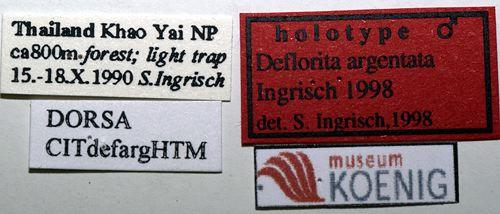 Thailand Khao Yai NP
ca800m. forest; light trap
15.-18.X.1990 S.Ingrisch
DORSA
CITdefargHTM
holotype ♂
Deflorita argentata
Ingrisch 1998
det. S. Ingrisch, 1998
museum
KOENIG